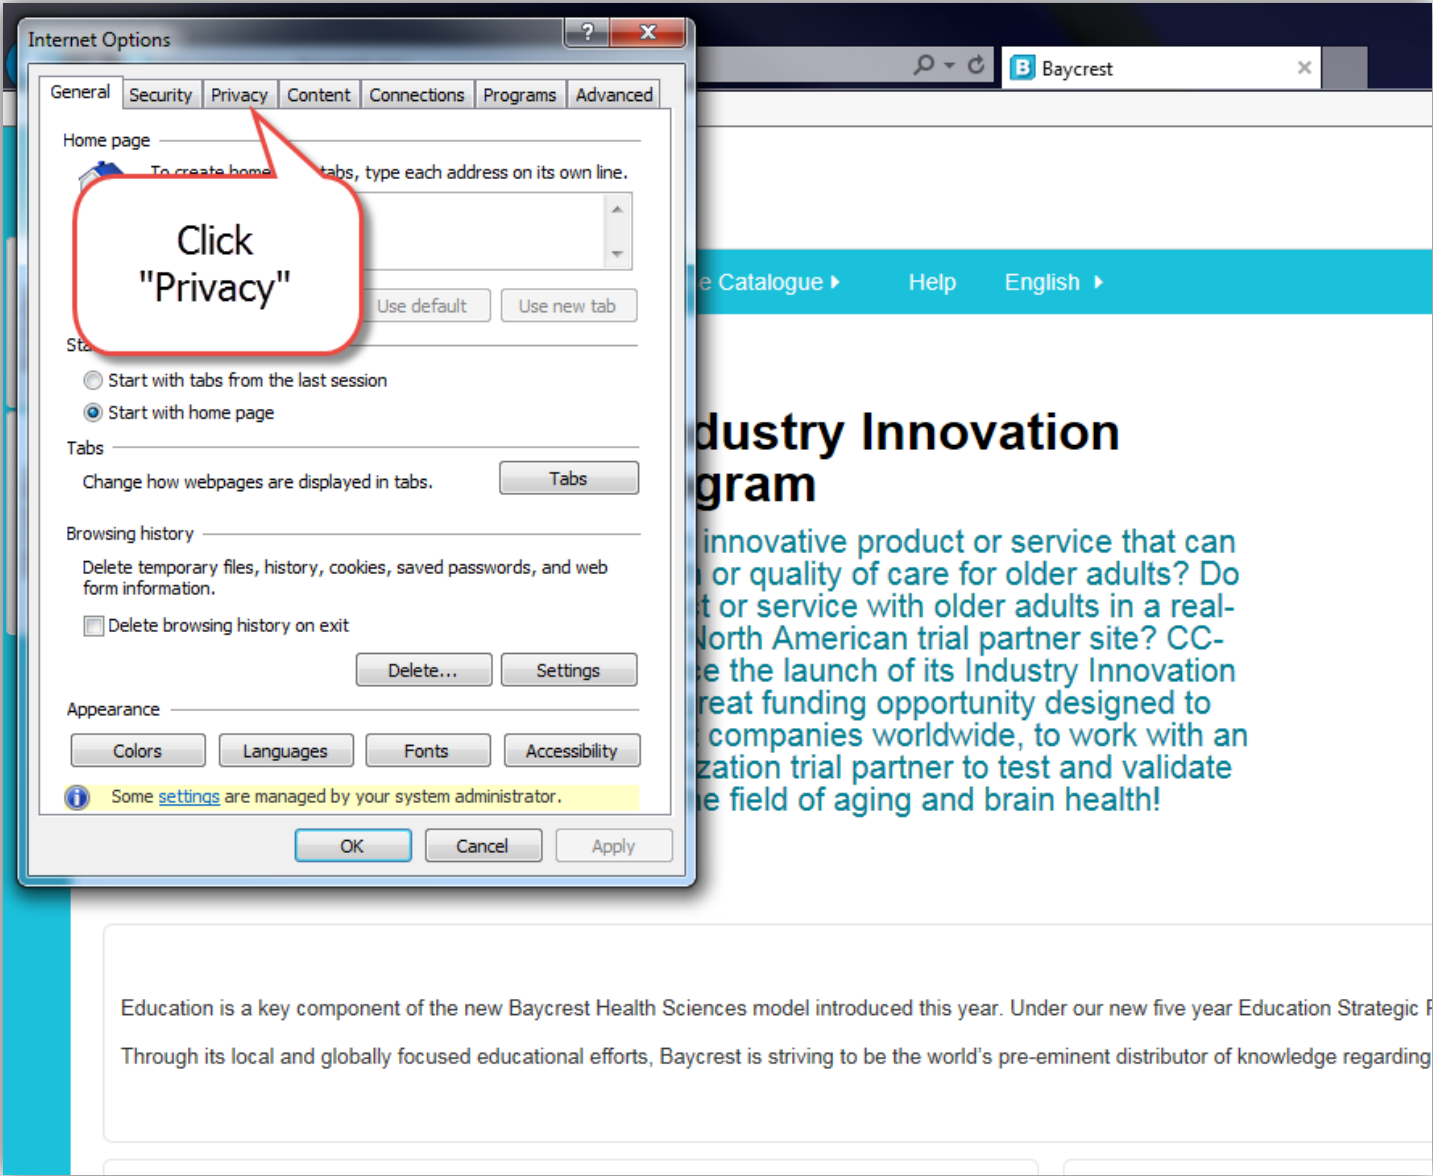 Internet Options
?
Baycrest
General Security Privacy Content Connections Programs Advanced
Home page
To create home tabs, type each address on its own line.
Click
"Privacy"
Use default Use new tab
Start with tabs from the last session
Start with home page
Tabs
Change how webpages are displayed in tabs.
Tabs
Browsing history
Delete temporary files, history, cookies, saved passwords, and web
form information.
Delete browsing history on exit
Delete... Settings
Appearance
Colors Languages Fonts Accessibility
Some settings are managed by your system administrator.
OK Cancel Apply
e Catalogue Help English
dustry Innovation
gram
innovative product or service that can
or quality of care for older adults? Do
t or service with older adults in a real-
North American trial partner site? CC-
e the launch of its Industry Innovation
reat funding opportunity designed to
companies worldwide, to work with an
zation trial partner to test and validate
e field of aging and brain health!
Education is a key component of the new Baycrest Health Sciences model introduced this year. Under our new five year Education Strategic
Through its local and globally focused educational efforts, Baycrest is striving to be the world's pre-eminent distributor of knowledge regarding